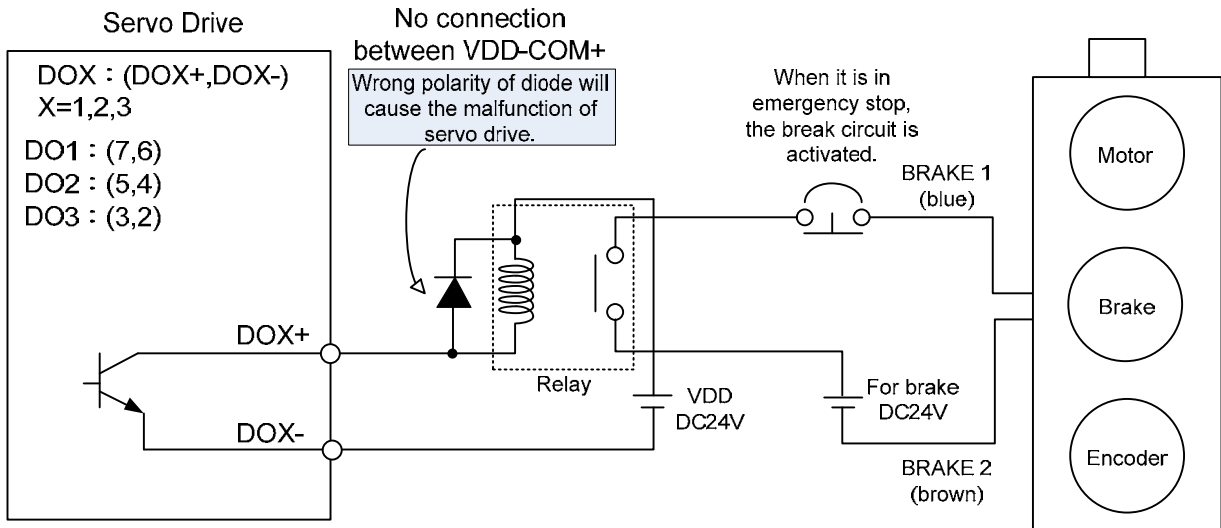 Servo Drive
DOX : (DOX+,DOX-)
X=1,2,3
DO1 : (7,6)
DO2 : (5,4)
DO3 : (3,2)
No connection
between VDD-COM+
Wrong polarity of diode will
cause the malfunction of
servo drive.
When it is in
emergency stop,
the break circuit is
activated.
BRAKE 1
(blue)
Motor
Brake
Encoder
DOX+
DOX-
Relay
VDD
DC24V
For brake
DC24V
BRAKE 2
(brown)